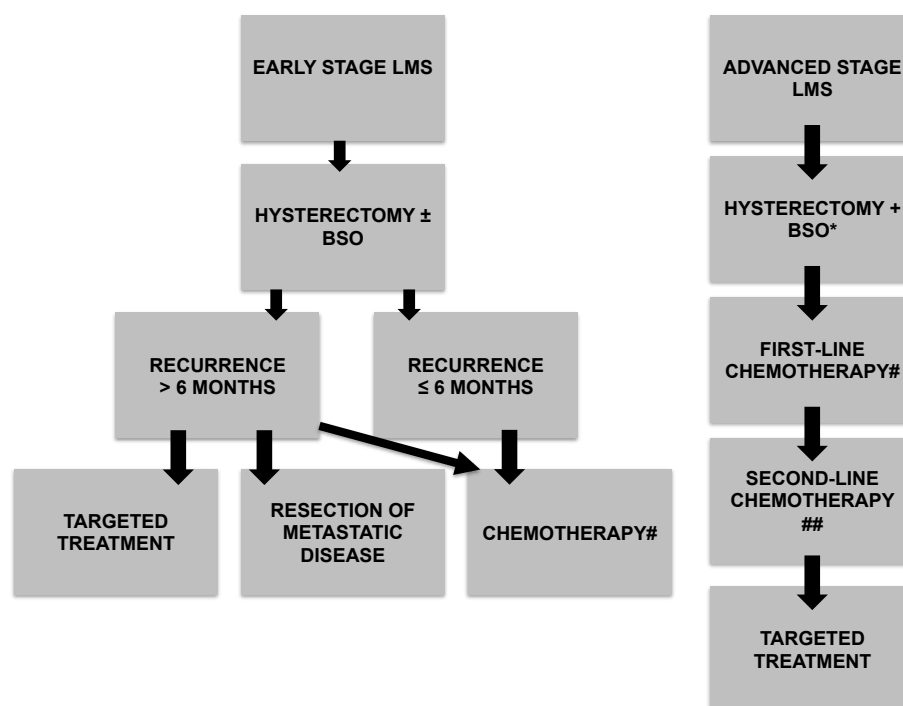 EARLY STAGE LMS
HYSTERECTOMY ±
BSO
RECURRENCE
> 6 MONTHS
RECURRENCE
≤ 6 MONTHS
TARGETED
TREATMENT
RESECTION OF
METASTATIC
DISEASE
CHEMOTHERAPY#
ADVANCED STAGE
LMS
HYSTERECTOMY +
BSO*
FIRST-LINE
CHEMOTHERAPY#
SECOND-LINE
CHEMOTHERAPY
##
TARGETED
TREATMENT